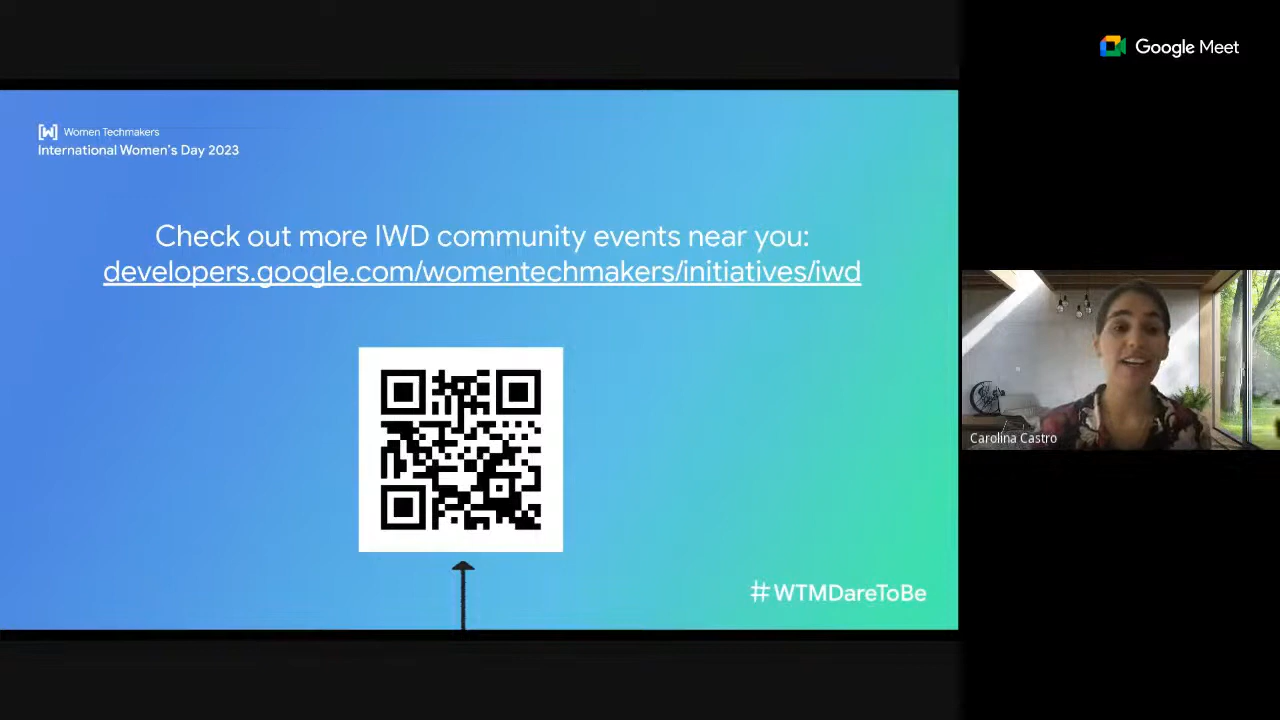 Google Meet
[W] Women Techmakers
International Women's Day 2023
Check out more IWD community events near you:
developers.google.com/womentechmakers/initiatives/iwd
Carolina Castro
#WTMDareToBe